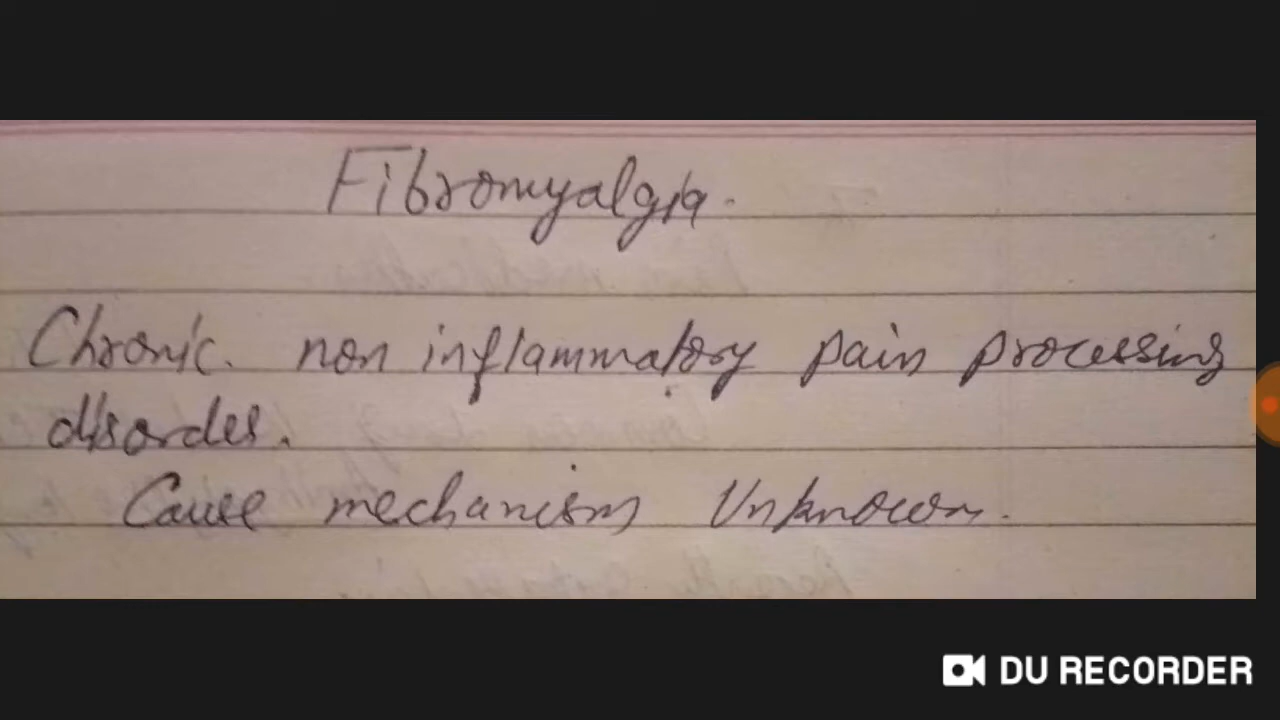 Fibromyalgia.
Chronic. non inflammatory pain processing
disorder.
Cause mechanism Unknown.
DU RECORDER